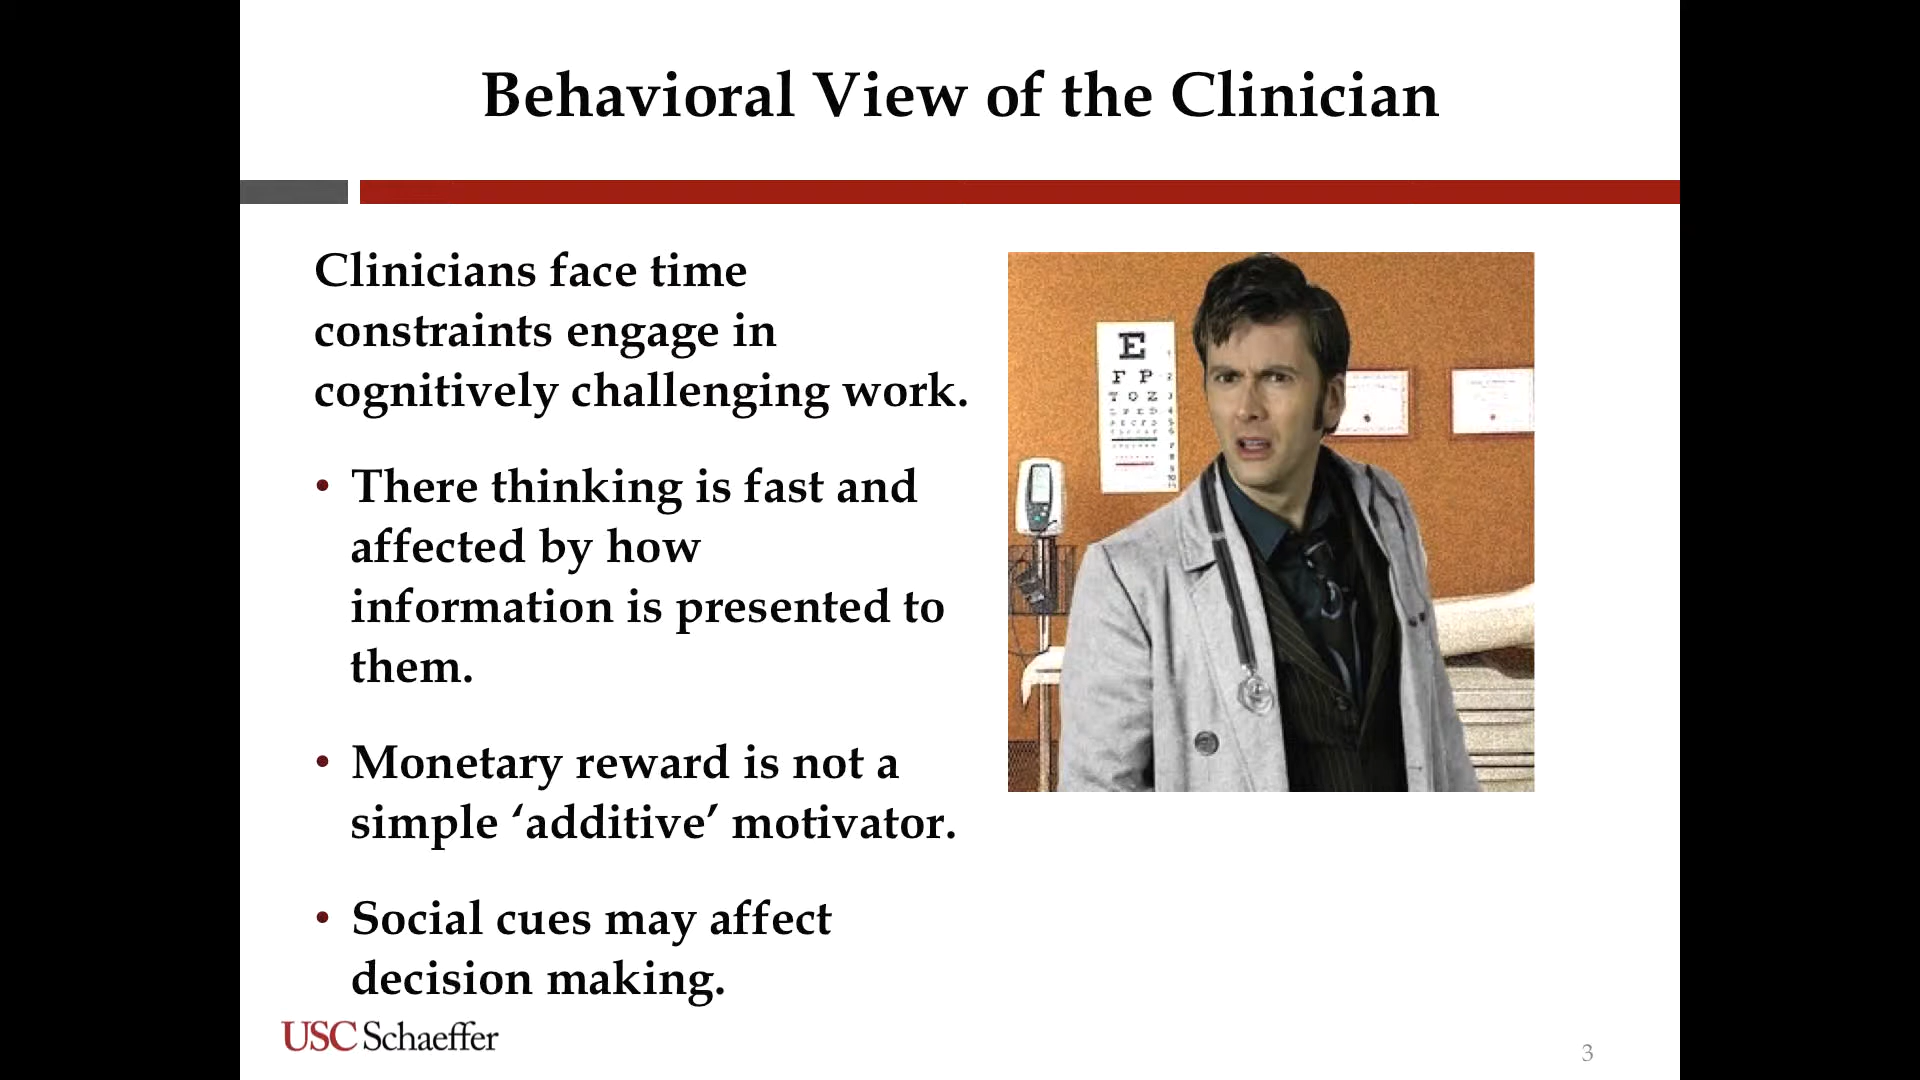 Behavioral View of the Clinician
Clinicians face time
constraints engage in
cognitively challenging work.
• There thinking is fast and
affected by how
information is presented to
them.
• Monetary reward is not a
simple ‘additive’ motivator.
• Social cues may affect
decision making.
E
F P
T O Z
L P E D
USC Schaeffer
3